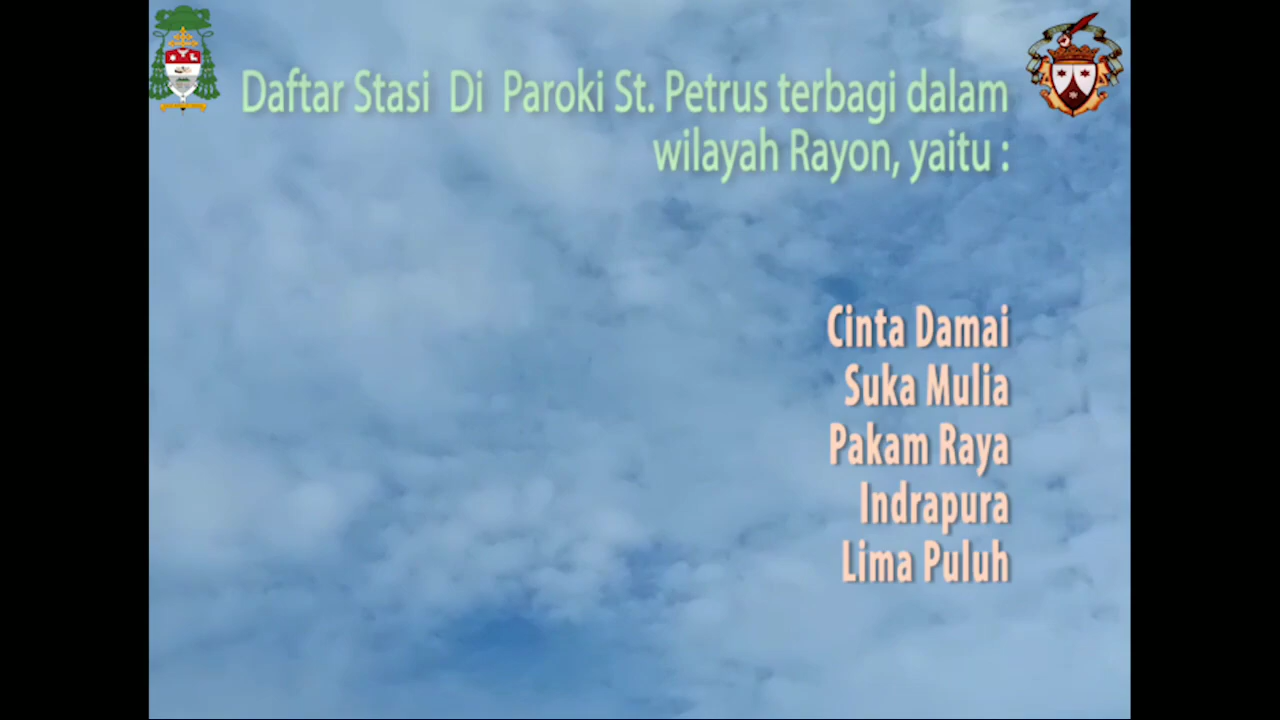 Daftar Stasi Di Paroki St. Petrus terbagi dalam
wilayah Rayon, yaitu :
Cinta Damai
Suka Mulia
Pakam Raya
Indrapura
Lima Puluh